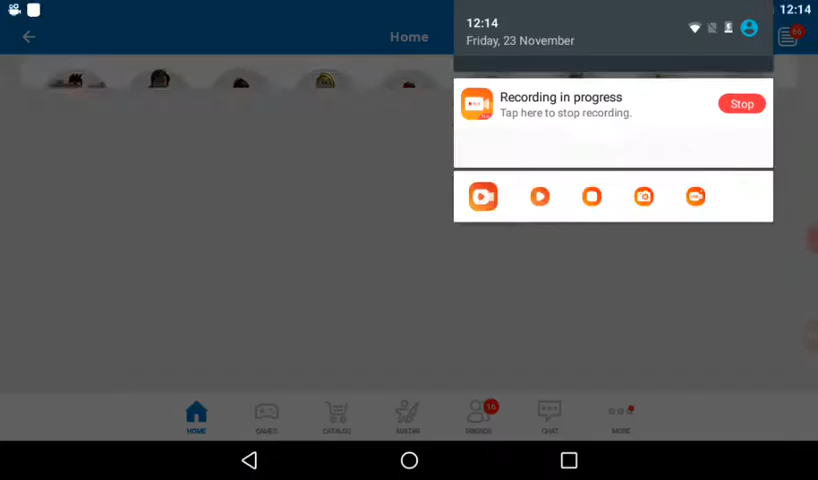 12:14
Home
12:14
Friday, 23 November
66
Recording in progress
Tap here to stop recording.
Stop
HOME
GAMES
CATALOG
AVATAR
16
FRIENDS
CHAT
MORE